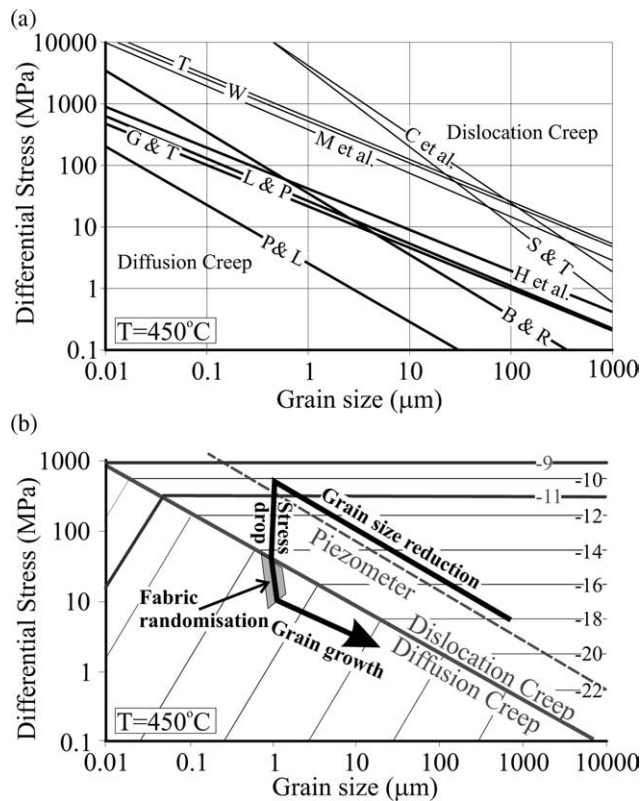 (a)
10000
1000
100
10
1
0.1
Differential Stress (MPa)
T
W
M et al.
C et al.
Dislocation Creep
G & T
L & P
P & L
Diffusion Creep
S & T
H et al.
B & R
T=450°C
0.01
0.1
1
10
100
1000
Grain size (μm)
(b)
1000
100
10
1
0.1
Differential Stress (MPa)
-9
-10
-11
-12
-14
-16
-18
-20
-22
Stress
drop
Grain size reduction
Piezometer
Fabric
randomisation
Grain growth
Dislocation Creep
Diffusion Creep
T=450°C
0.01
0.1
1
10
100
1000
10000
Grain size (μm)